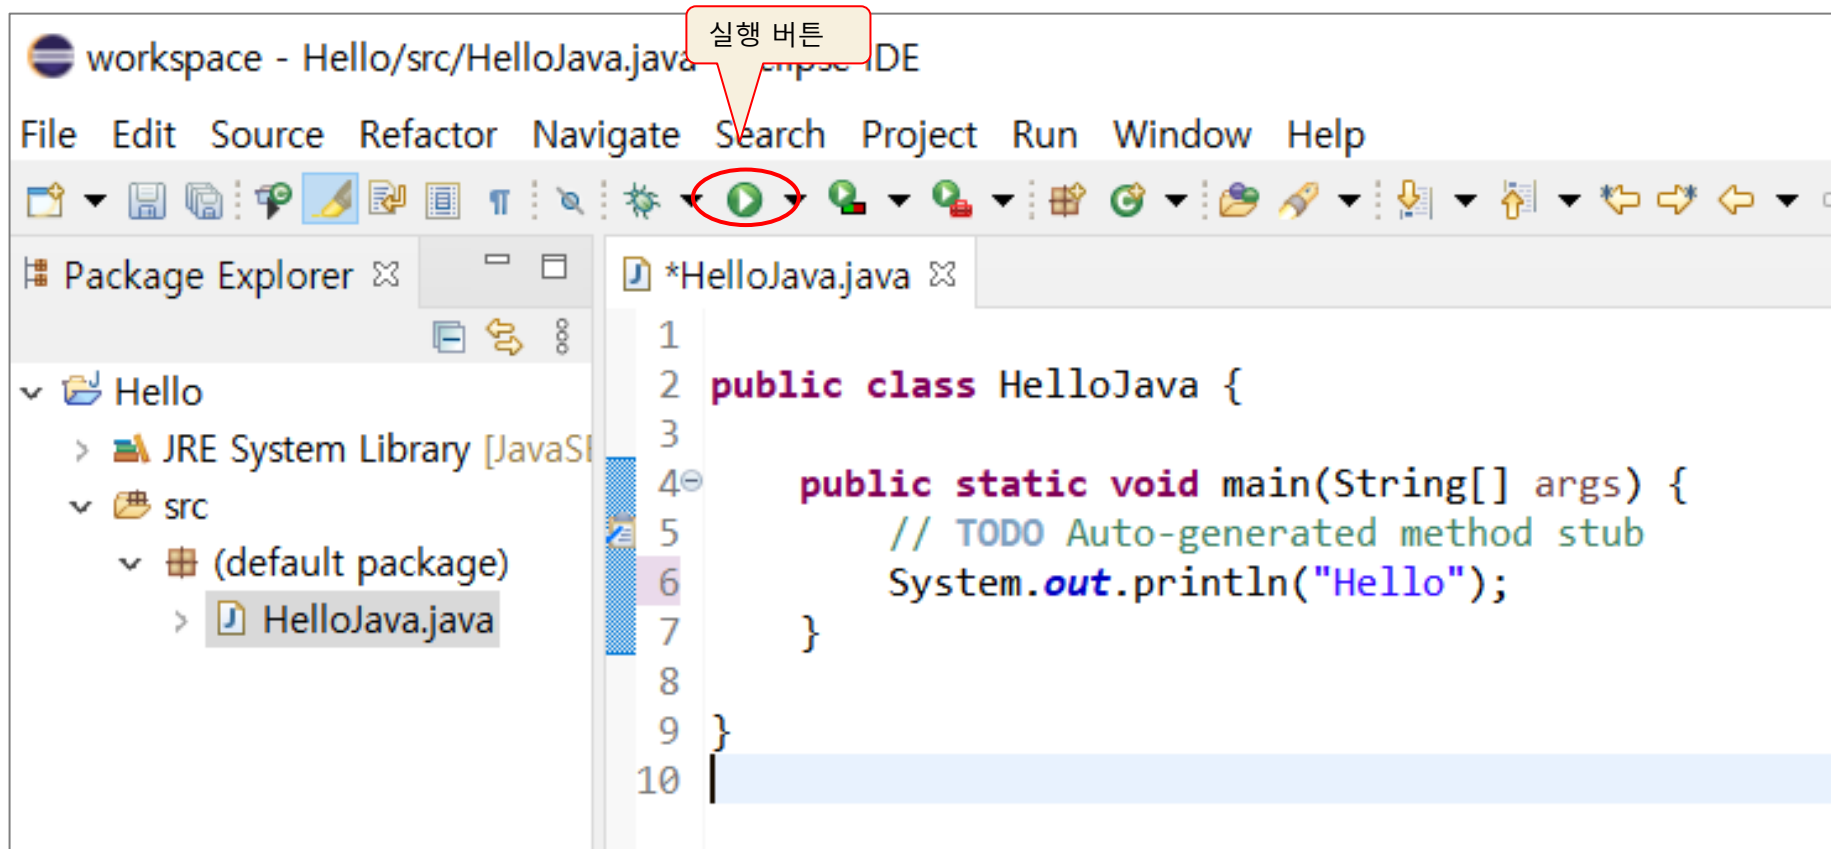 실행 버튼
workspace - Hello/src/HelloJava.java IDE
File Edit Source Refactor Navigate Search Project Run Window Help
Package Explorer
*HelloJava.java
Hello
JRE System Library
src
(default package)
HelloJava.java
1
2 public class HelloJava {
3
4 public static void main(String[] args) {
5 // TODO Auto-generated method stub
6 System.out.println("Hello");
7 }
8
9 }
10